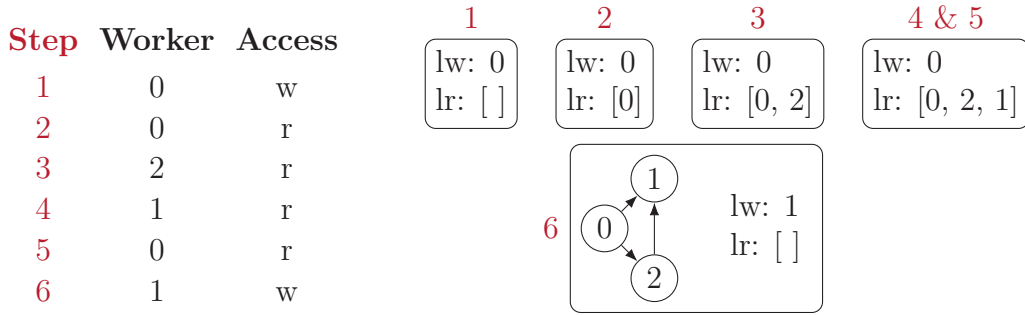 Step Worker Access
1 0 w
2 0 r
3 2 r
4 1 r
5 0 r
6 1 w
1
lw: 0
lr: [ ]
2
lw: 0
lr: [0]
3
lw: 0
lr: [0, 2]
4 & 5
lw: 0
lr: [0, 2, 1]
6
1
0
2
lw: 1
lr: [ ]